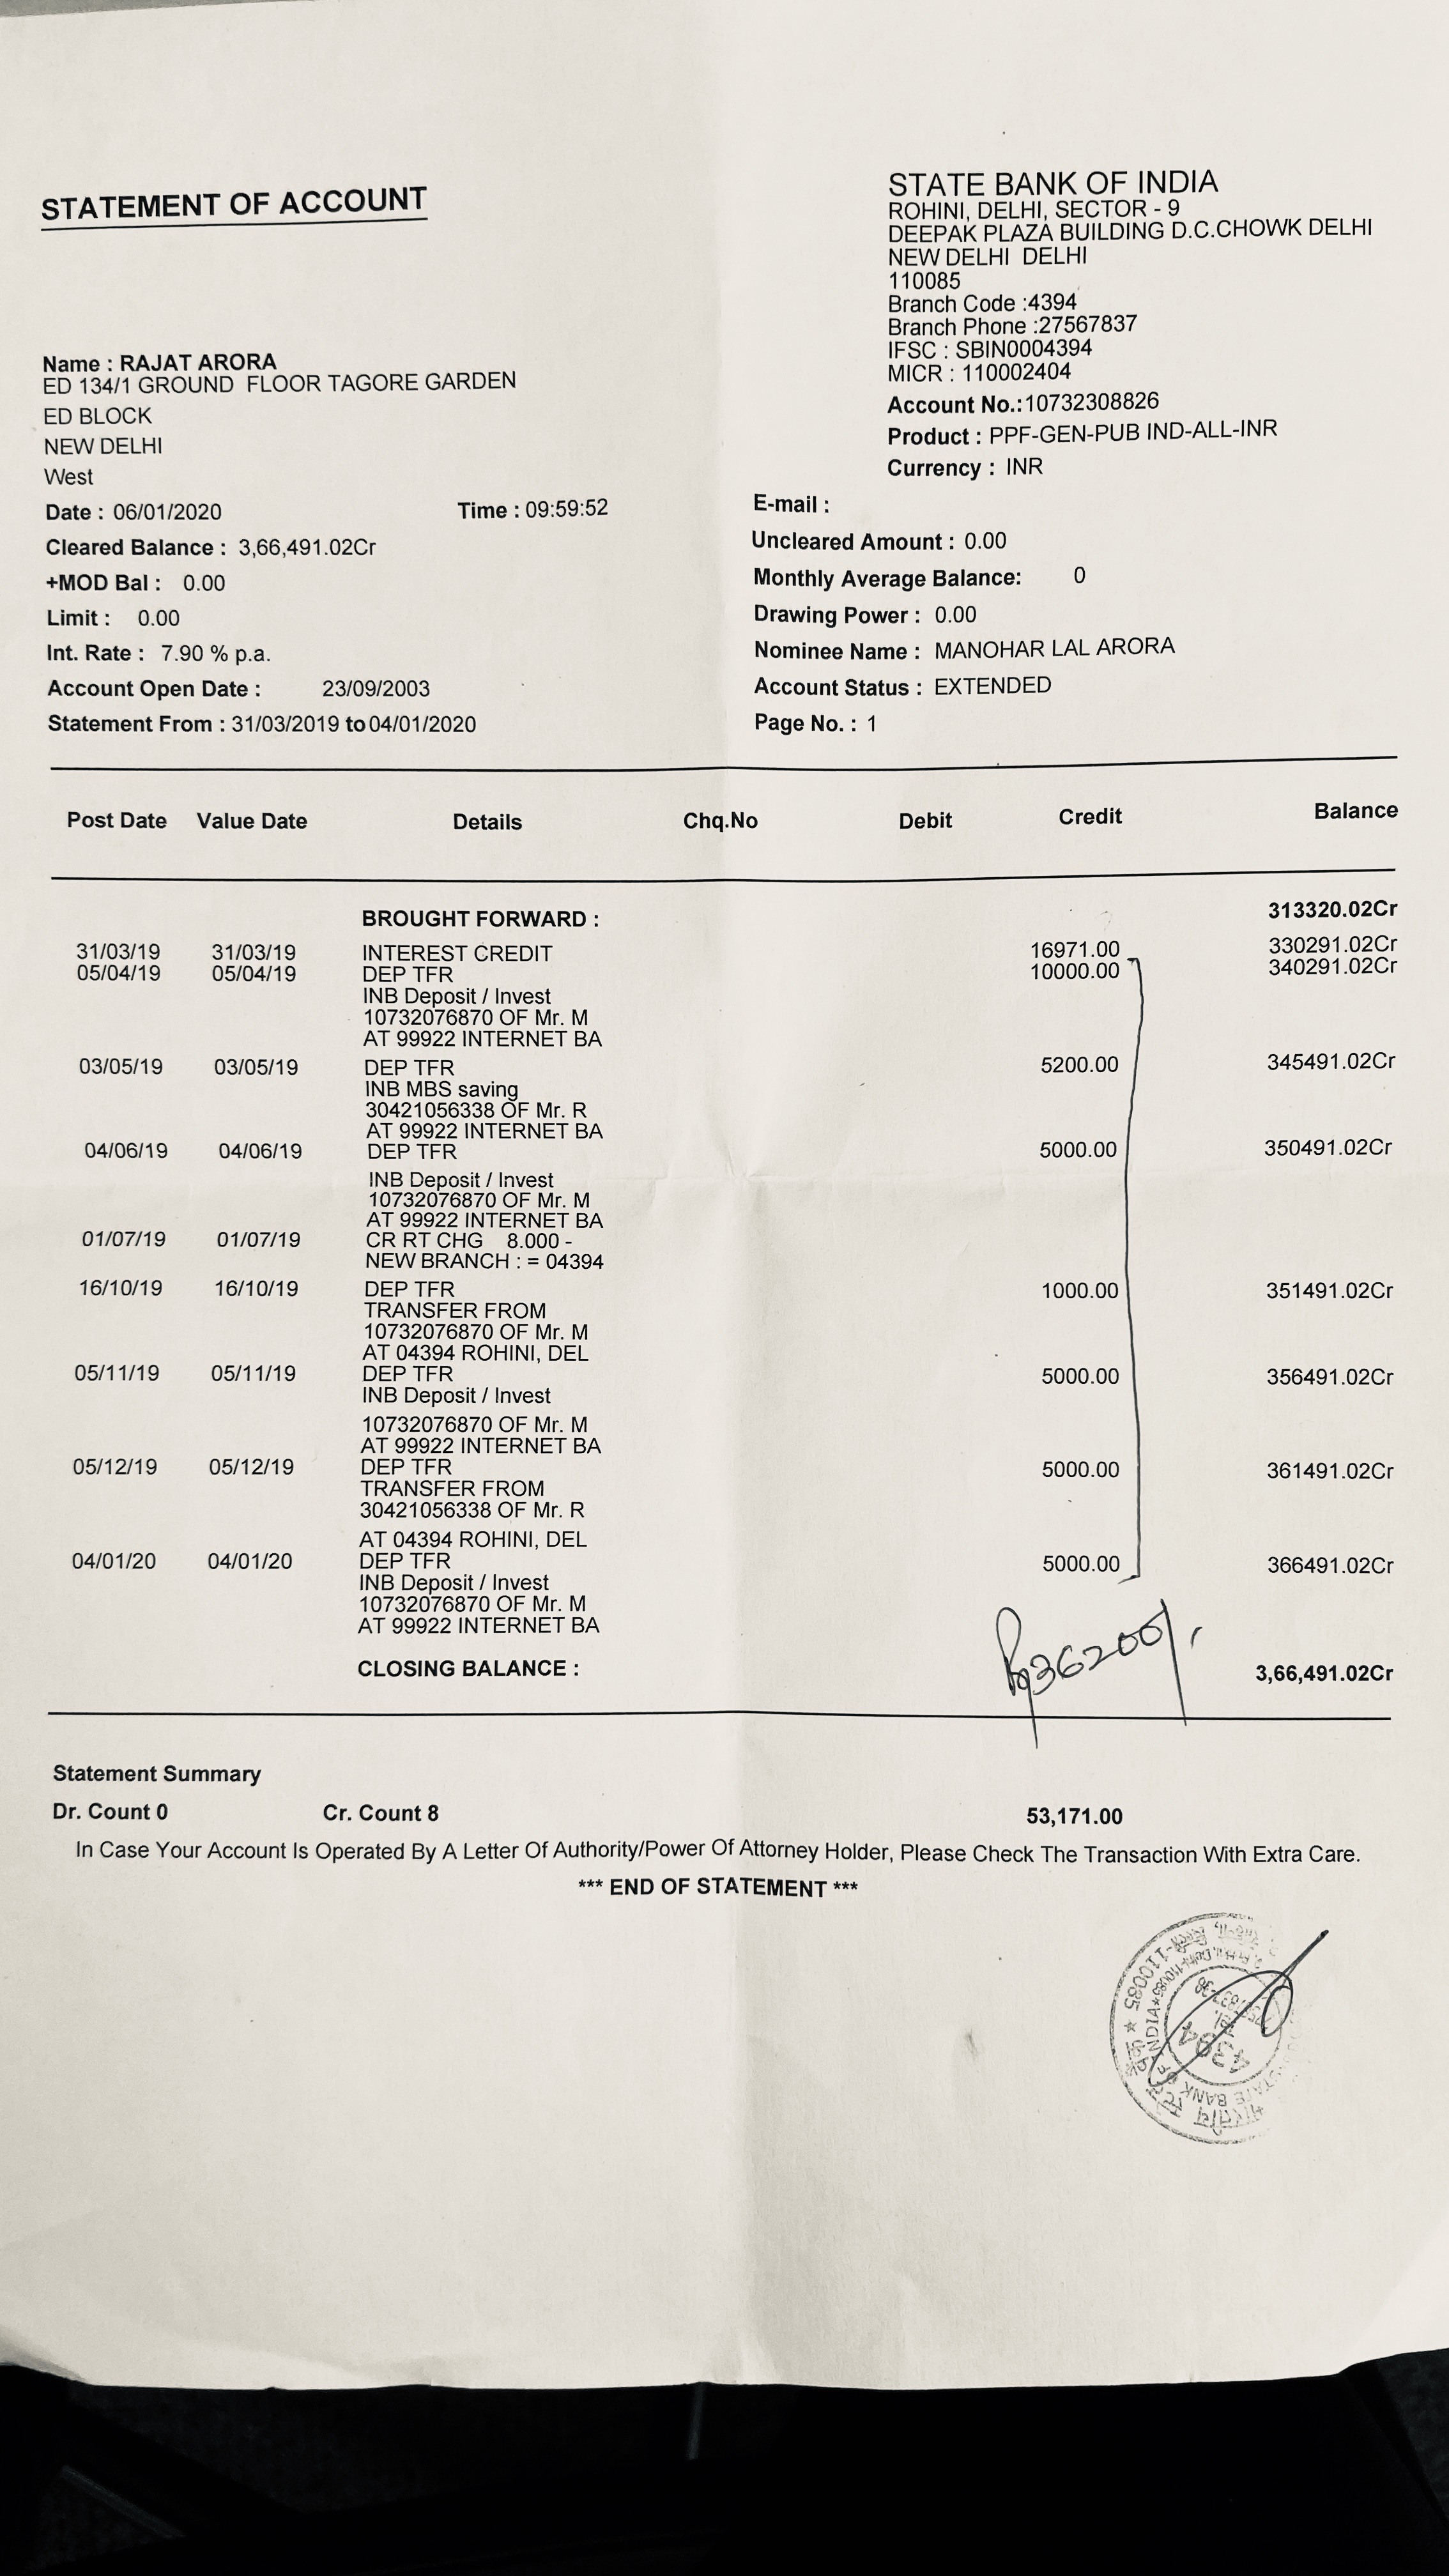 STATEMENT OF ACCOUNT
STATE BANK OF INDIA
ROHINI, DELHI, SECTOR - 9
DEEPAK PLAZA BUILDING D.C.CHOWK DELHI
NEW DELHI DELHI
110085
Branch Code :4394
Branch Phone :27567837
IFSC : SBIN0004394
MICR : 110002404
Account No.:10732308826
Product : PPF-GEN-PUB IND-ALL-INR
Currency : INR
Name : RAJAT ARORA
ED 134/1 GROUND FLOOR TAGORE GARDEN
ED BLOCK
NEW DELHI
West
Date : 06/01/2020 Time : 09:59:52
E-mail :
Cleared Balance : 3,66,491.02Cr
Uncleared Amount : 0.00
+MOD Bal : 0.00
Monthly Average Balance: 0
Limit : 0.00
Drawing Power : 0.00
Int. Rate : 7.90 % p.a.
Nominee Name : MANOHAR LAL ARORA
Account Open Date : 23/09/2003
Account Status : EXTENDED
Statement From : 31/03/2019 to 04/01/2020
Page No. : 1
Post Date Value Date Details Chq.No Debit Credit Balance
BROUGHT FORWARD : 313320.02Cr
31/03/19 31/03/19 INTEREST CREDIT 16971.00 330291.02Cr
05/04/19 05/04/19 DEP TFR 10000.00 340291.02Cr
INB Deposit / Invest
10732076870 OF Mr. M
AT 99922 INTERNET BA
03/05/19 03/05/19 DEP TFR 5200.00 345491.02Cr
INB MBS saving
30421056338 OF Mr. R
AT 99922 INTERNET BA
04/06/19 04/06/19 DEP TFR 5000.00 350491.02Cr
INB Deposit / Invest
10732076870 OF Mr. M
AT 99922 INTERNET BA
01/07/19 01/07/19 CR RT CHG 8.000 -
NEW BRANCH : = 04394
16/10/19 16/10/19 DEP TFR 1000.00 351491.02Cr
TRANSFER FROM
10732076870 OF Mr. M
AT 04394 ROHINI, DEL
05/11/19 05/11/19 DEP TFR 5000.00 356491.02Cr
INB Deposit / Invest
10732076870 OF Mr. M
AT 99922 INTERNET BA
05/12/19 05/12/19 DEP TFR 5000.00 361491.02Cr
TRANSFER FROM
30421056338 OF Mr. R
AT 04394 ROHINI, DEL
04/01/20 04/01/20 DEP TFR 5000.00 366491.02Cr
INB Deposit / Invest
10732076870 OF Mr. M
AT 99922 INTERNET BA
36200/
CLOSING BALANCE : 3,66,491.02Cr
Statement Summary
Dr. Count 0 Cr. Count 8 53,171.00
In Case Your Account Is Operated By A Letter Of Authority/Power Of Attorney Holder, Please Check The Transaction With Extra Care.
*** END OF STATEMENT ***
STATE BANK OF INDIA
4394
110085